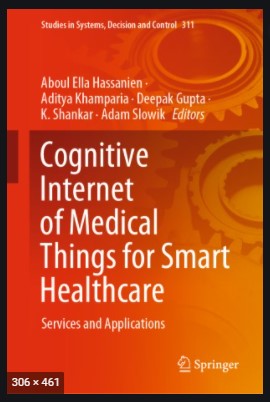 Studies in Systems, Decision and Control 311
Aboul Ella Hassanien ·
Aditya Khamparia · Deepak Gupta ·
K. Shankar · Adam Slowik Editors
Cognitive
Internet
of Medical
Things for Smart
Healthcare
Services and Applications
Springer
306 × 461